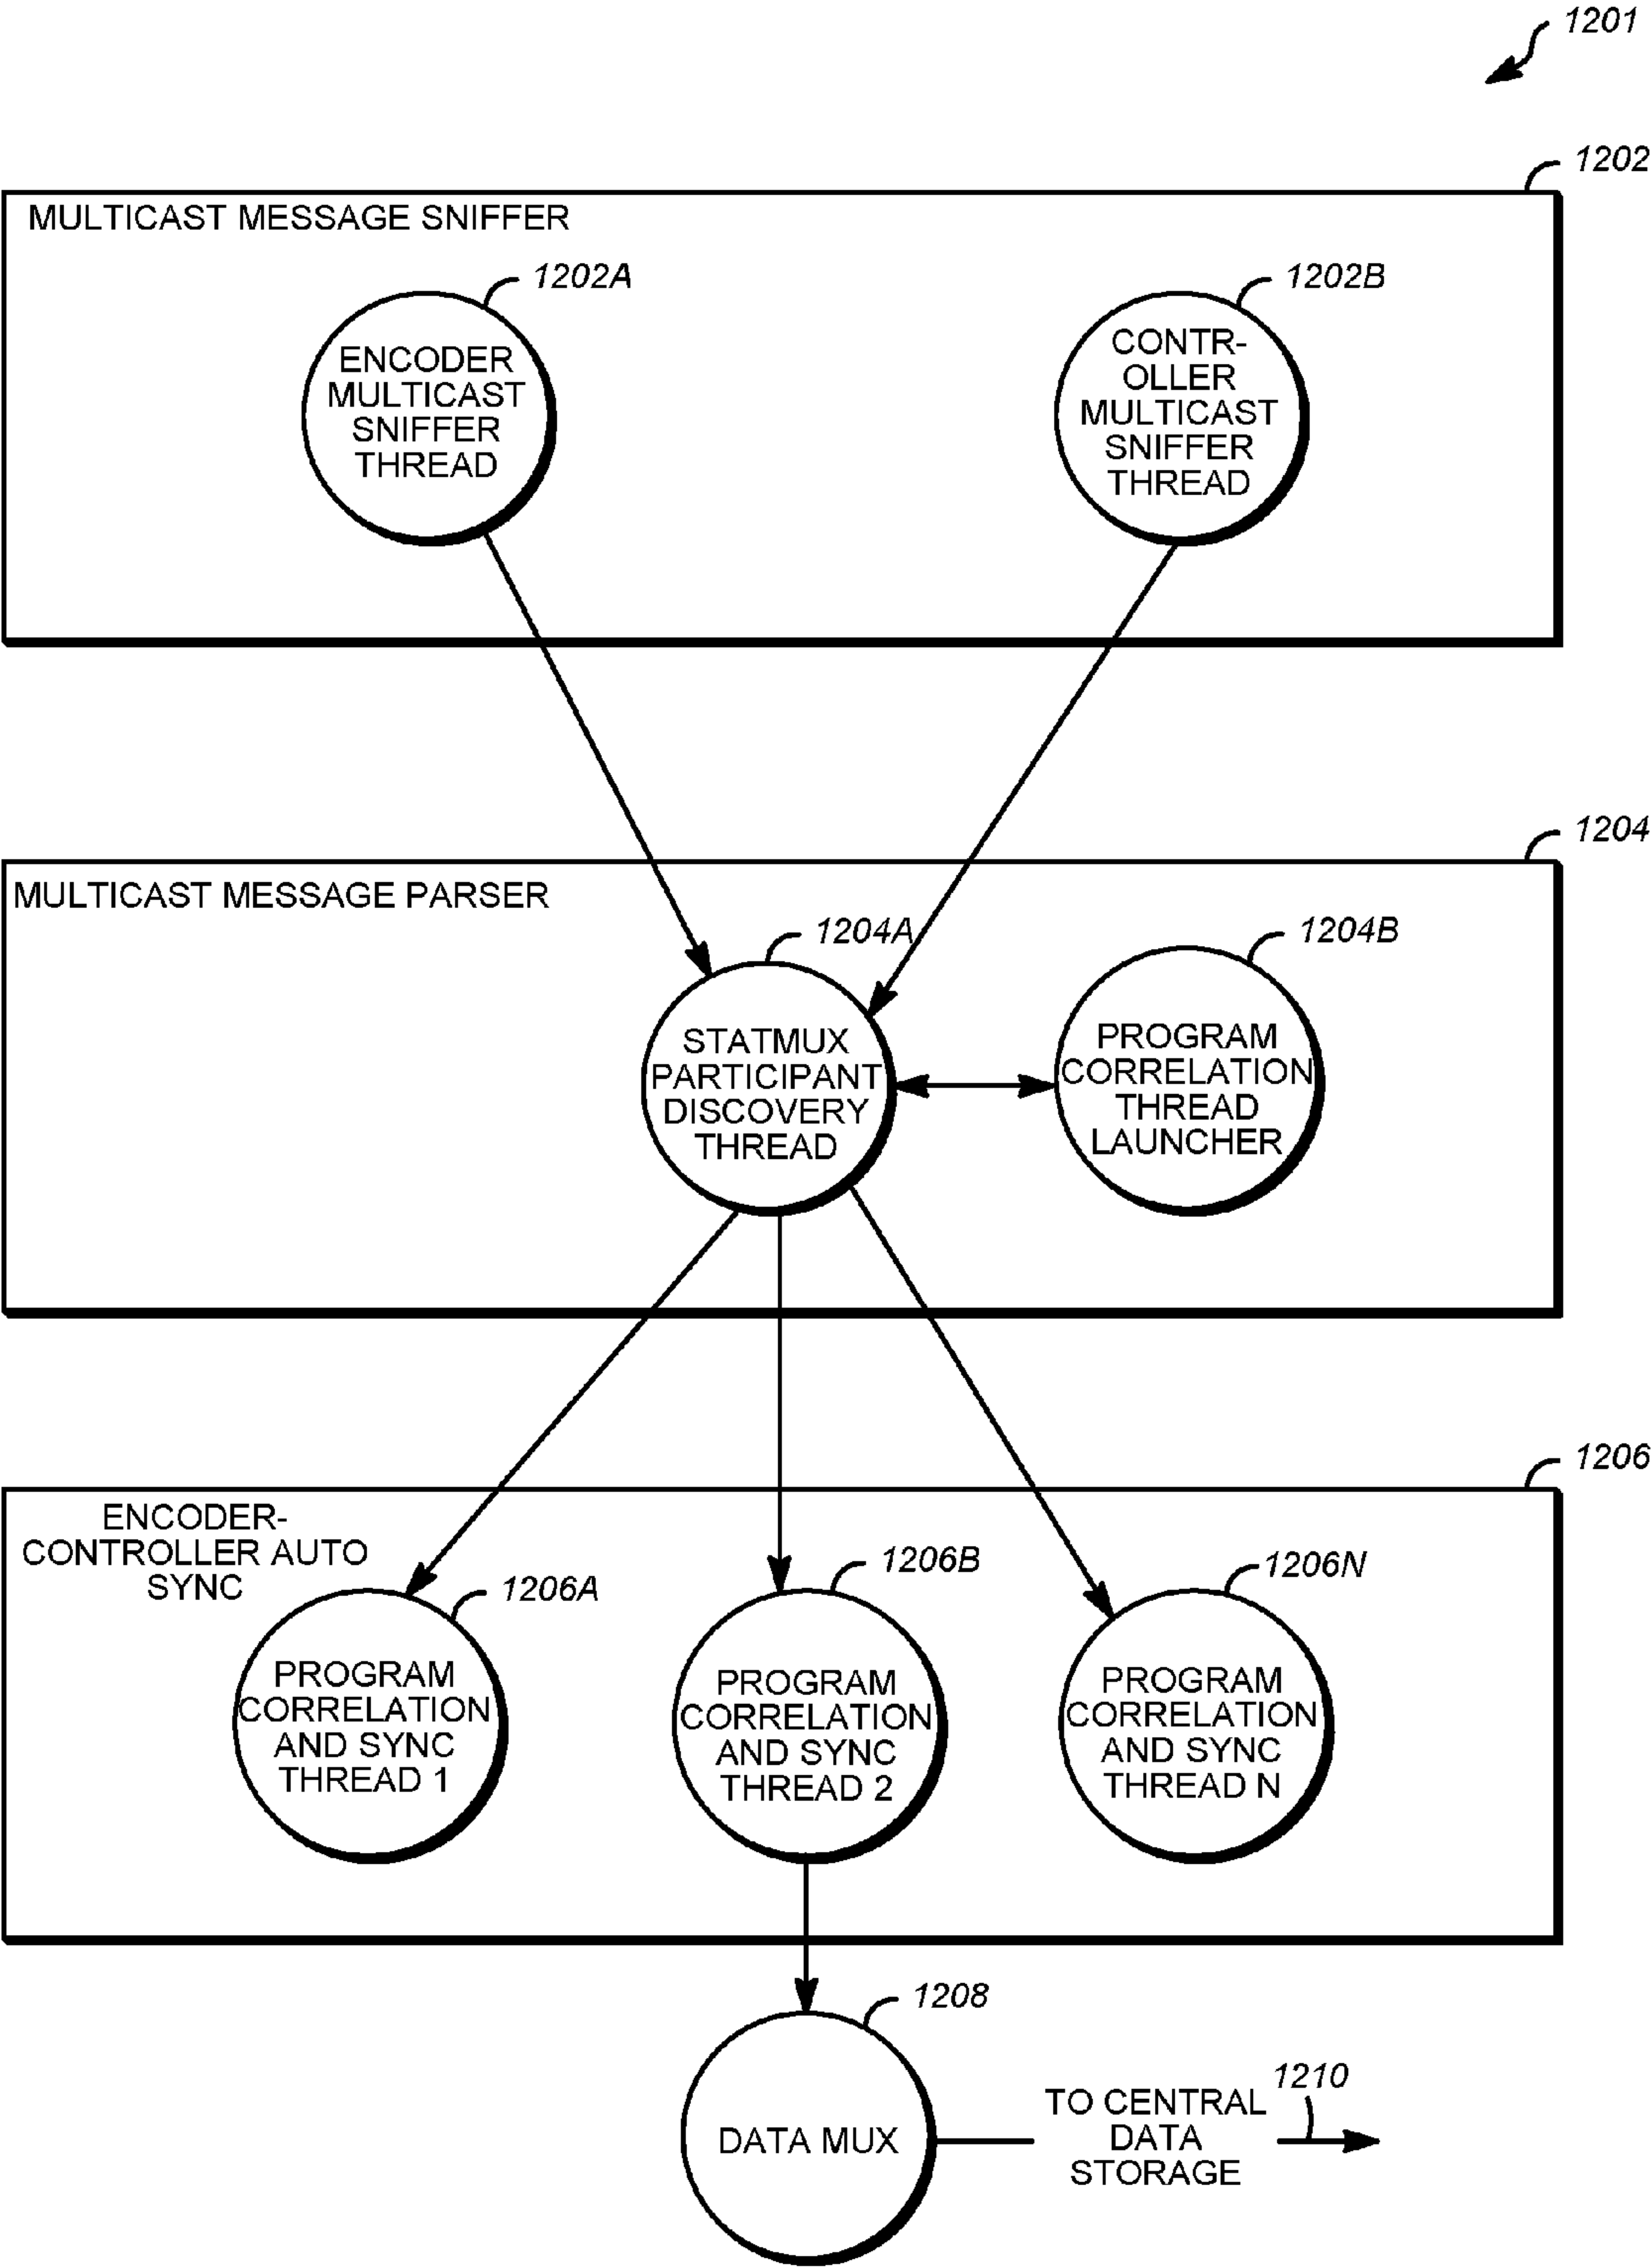 1201
1202
MULTICAST MESSAGE SNIFFER
1202A
1202B
ENCODER
MULTICAST
SNIFFER
THREAD
CONTR-
OLLER
MULTICAST
SNIFFER
THREAD
1204
MULTICAST MESSAGE PARSER
1204A
1204B
STATMUX
PARTICIPANT
DISCOVERY
THREAD
PROGRAM
CORRELATION
THREAD
LAUNCHER
1206
ENCODER-
CONTROLLER AUTO
SYNC
1206A
1206B
1206N
PROGRAM
CORRELATION
AND SYNC
THREAD 1
PROGRAM
CORRELATION
AND SYNC
THREAD 2
PROGRAM
CORRELATION
AND SYNC
THREAD N
1208
DATA MUX
TO CENTRAL
DATA
STORAGE
1210